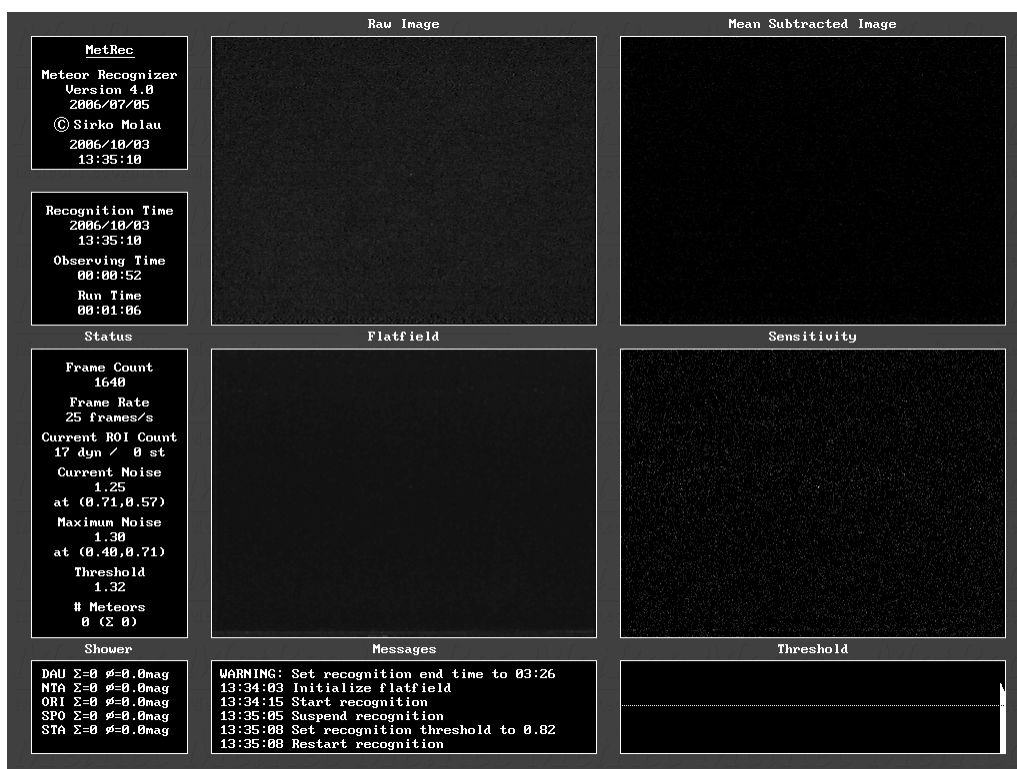 Raw Image
Mean Subtracted Image
MetRec
Meteor Recognizer
Version 4.0
2006/07/05
© Sirko Molau
2006/10/03
13:35:10
Recognition Time
2006/10/03
13:35:10
Observing Time
00:00:52
Run Time
00:01:06
Status
Flatfield
Sensitivity
Frame Count
1640
Frame Rate
25 frames/s
Current ROI Count
17 dyn / 0 st
Current Noise
1.25
at (0.71,0.57)
Maximum Noise
1.30
at (0.40,0.71)
Threshold
1.32
# Meteors
0 (Σ 0)
Shower
Messages
Threshold
DAU Σ=0 ø=0.0mag
NTA Σ=0 ø=0.0mag
ORI Σ=0 ø=0.0mag
SPO Σ=0 ø=0.0mag
STA Σ=0 ø=0.0mag
WARNING: Set recognition end time to 03:26
13:34:03 Initialize flatfield
13:34:15 Start recognition
13:35:05 Suspend recognition
13:35:08 Set recognition threshold to 0.82
13:35:08 Restart recognition